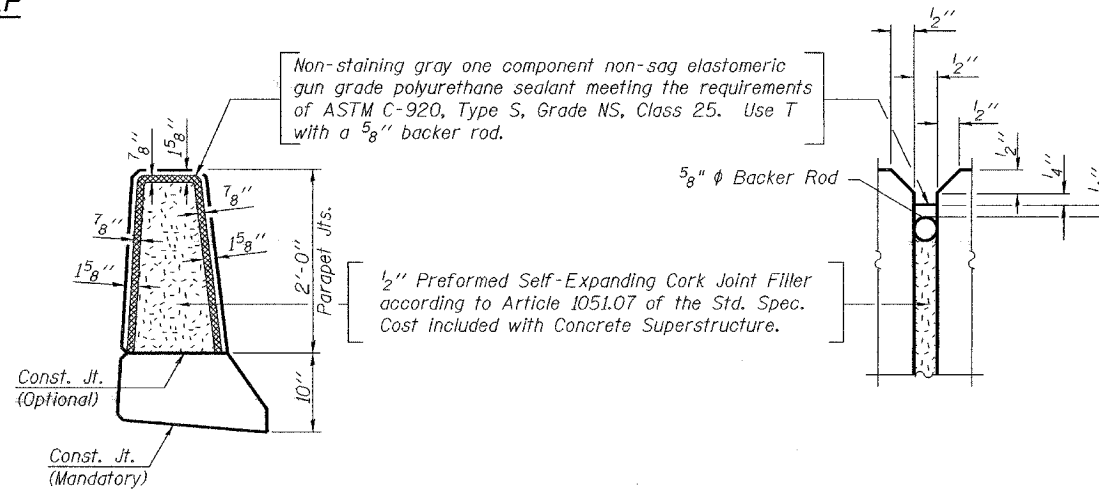 Non-staining gray one component non-sag elastomeric
gun grade polyurethane sealant meeting the requirements
of ASTM C-920, Type S, Grade NS, Class 25. Use T
with a 5/8" backer rod.
5/8" φ Backer Rod
1/2" Preformed Self-Expanding Cork Joint Filler
according to Article 1051.07 of the Std. Spec.
Cost included with Concrete Superstructure.
7/8"
1 5/8"
7/8"
7/8"
1 5/8"
1 5/8"
2'-0"
Parapet Jts.
10"
Const. Jt.
(Optional)
Const. Jt.
(Mandatory)
1/2"
1/2"
1/2"
1/2"
1/4"